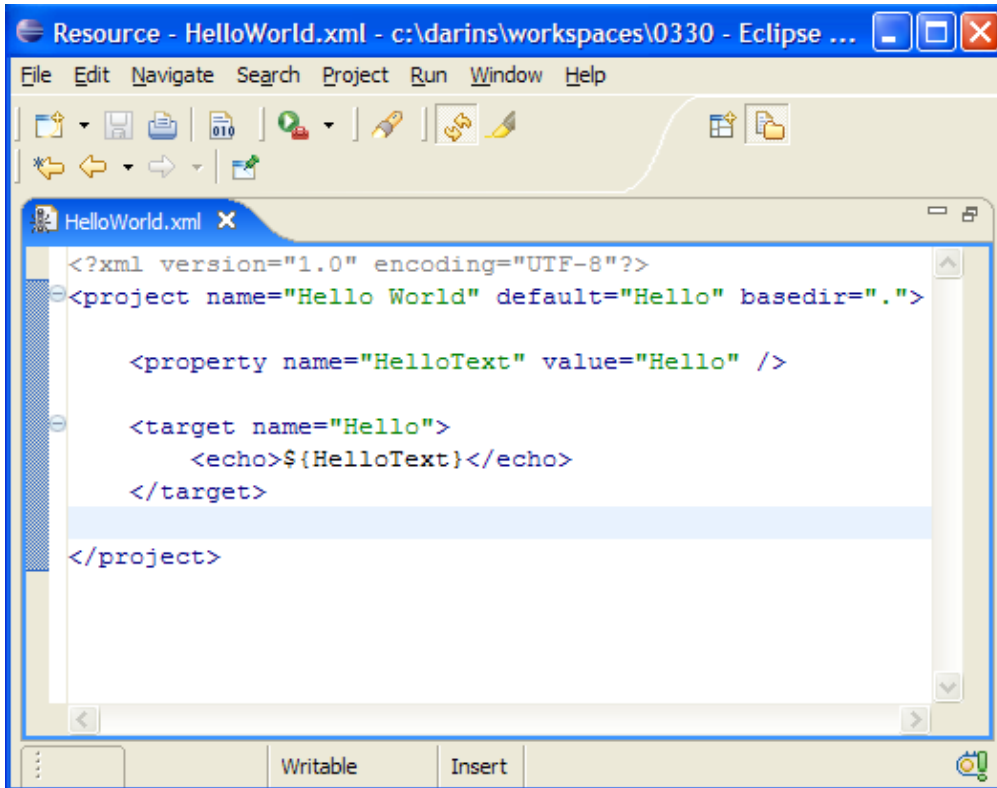 Resource - HelloWorld.xml - c:\darins\workspaces\0330 - Eclipse ...
File Edit Navigate Search Project Run Window Help
010
HelloWorld.xml
<?xml version="1.0" encoding="UTF-8"?>
<project name="Hello World" default="Hello" basedir=".">
<property name="HelloText" value="Hello" />
<target name="Hello">
<echo>${HelloText}</echo>
</target>
</project>
Writable Insert